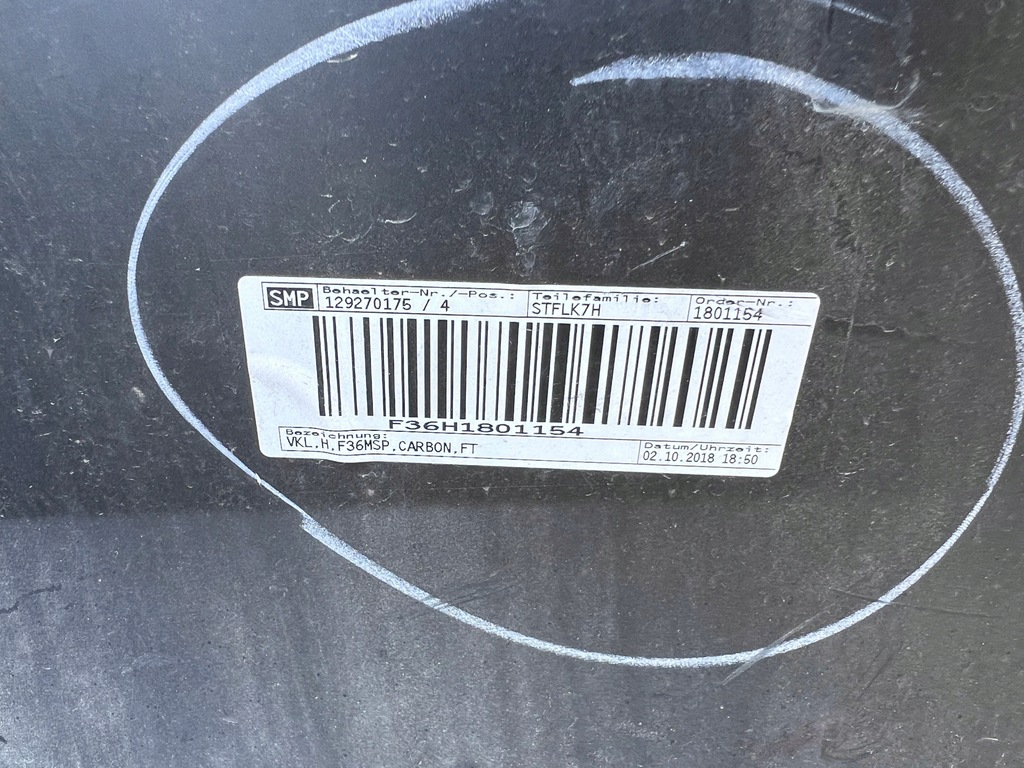 SMP Behaelter-Nr./-Pos.: Teilefamilie: Order-Nr.:
129270175 / 4 STFLK7H 1801154
F36H1801154
Bezeichnung: Datum/Uhrzeit:
VKL.H.F36MSP.CARBON.FT 02.10.2018 18:50